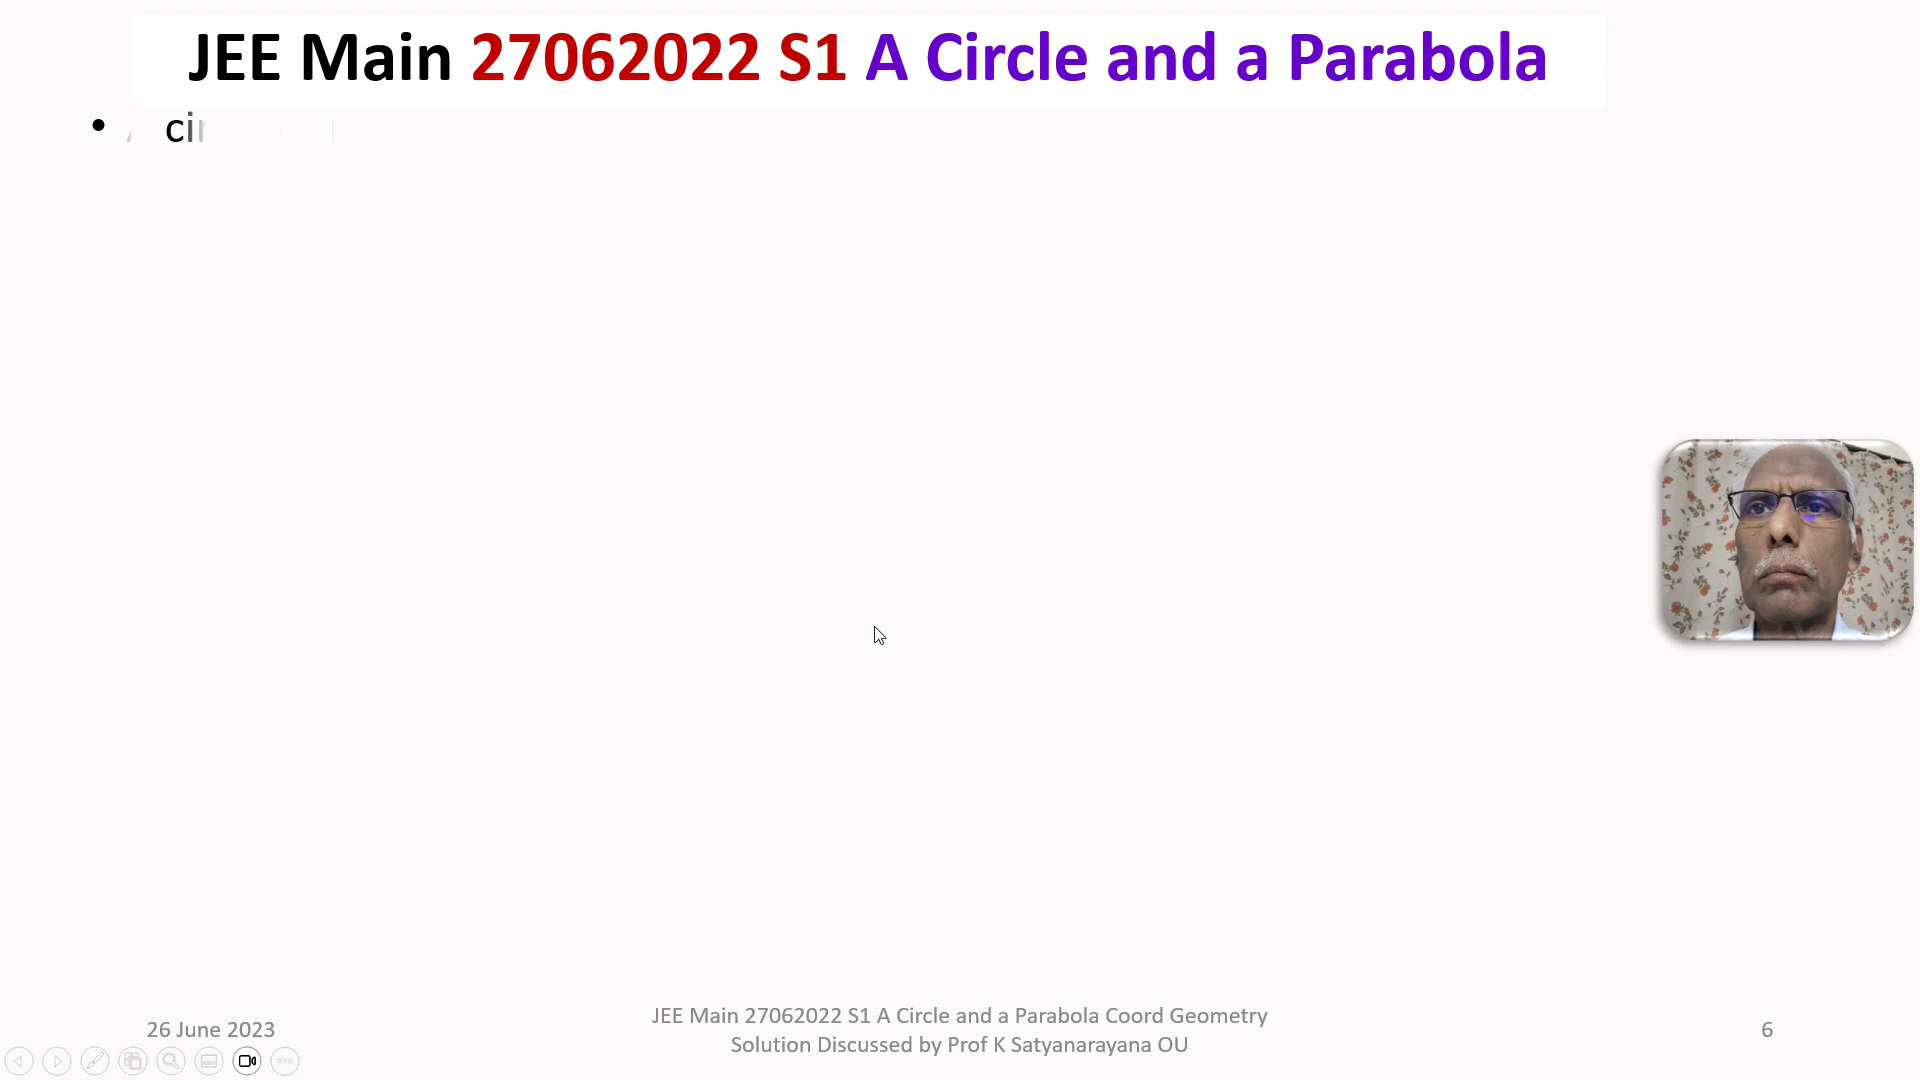 JEE Main 27062022 S1 A Circle and a Parabola
• cir
26 June 2023
JEE Main 27062022 S1 A Circle and a Parabola Coord Geometry
Solution Discussed by Prof K Satyanarayana OU
6